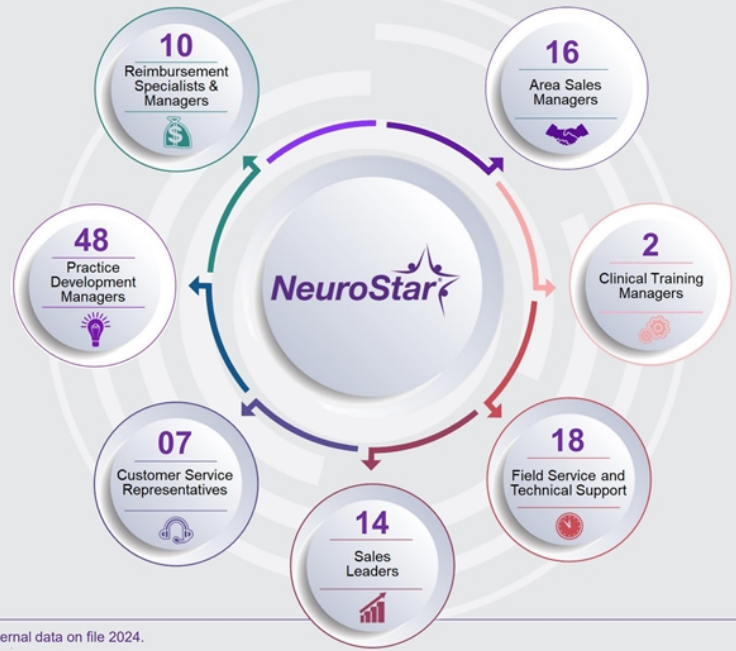 10
Reimbursement
Specialists &
Managers
16
Area Sales
Managers
48
Practice
Development
Managers
NeuroStar®
2
Clinical Training
Managers
07
Customer Service
Representatives
18
Field Service and
Technical Support
14
Sales
Leaders
data on file 2024.